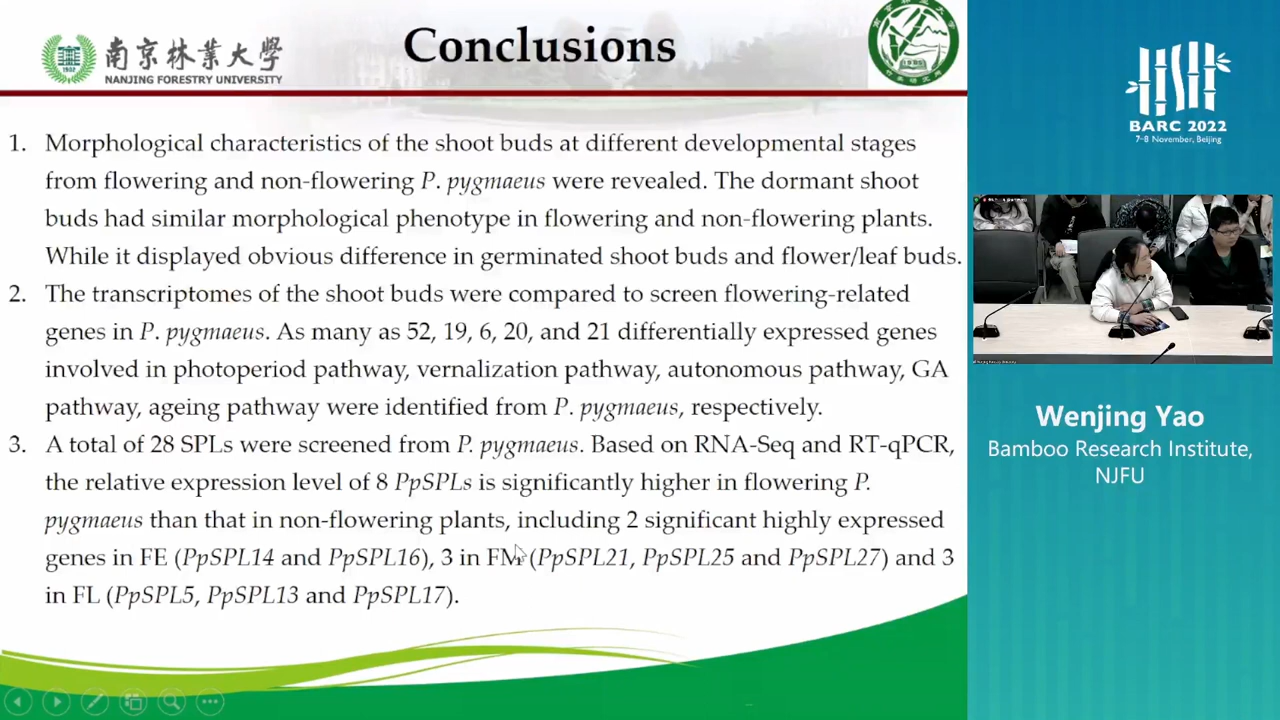 Conclusions
南京林業大學
NANJING FORESTRY UNIVERSITY
1902
1985
1. Morphological characteristics of the shoot buds at different developmental stages
from flowering and non-flowering P. pygmaeus were revealed. The dormant shoot
buds had similar morphological phenotype in flowering and non-flowering plants.
While it displayed obvious difference in germinated shoot buds and flower/leaf buds.
2. The transcriptomes of the shoot buds were compared to screen flowering-related
genes in P. pygmaeus. As many as 52, 19, 6, 20, and 21 differentially expressed genes
involved in photoperiod pathway, vernalization pathway, autonomous pathway, GA
pathway, ageing pathway were identified from P. pygmaeus, respectively.
3. A total of 28 SPLs were screened from P. pygmaeus. Based on RNA-Seq and RT-qPCR,
the relative expression level of 8 PpSPLs is significantly higher in flowering P.
pygmaeus than that in non-flowering plants, including 2 significant highly expressed
genes in FE (PpSPL14 and PpSPL16), 3 in FM (PpSPL21, PpSPL25 and PpSPL27) and 3
in FL (PpSPL5, PpSPL13 and PpSPL17).
BARC 2022
7-8 November, Beijing
Wenjing Yao
Bamboo Research Institute,
NJFU